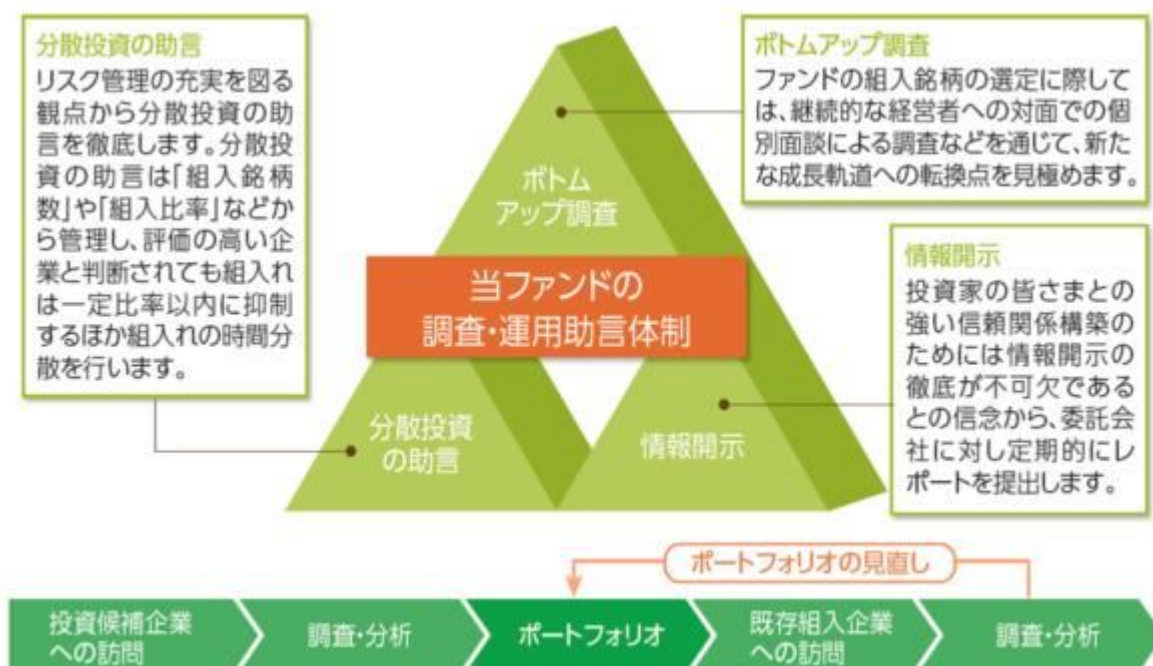 分散投資の助言
リスク管理の充実を図る
観点から分散投資の助
言を徹底します。分散投
資の助言は「組入銘柄
数」や「組入比率」などか
ら管理し、評価の高い企
業と判断されても組入れ
は一定比率以内に抑制
するほか組入れの時間分
散を行います。
ボトムアップ調査
ファンドの組入銘柄の選定に際して
は、継続的な経営者への対面での個
別面談による調査などを通じて、新た
な成長軌道への転換点を見極めます。
ボトム
アップ調査
当ファンドの
調査・運用助言体制
情報開示
投資家の皆さまとの
強い信頼関係構築の
ためには情報開示の
徹底が不可欠である
との信念から、委託会
社に対し定期的にレ
ポートを提出します。
分散投資
の助言
情報開示
ポートフォリオの見直し
投資候補企業
への訪問
調査・分析
ポートフォリオ
既存組入企業
への訪問
調査・分析